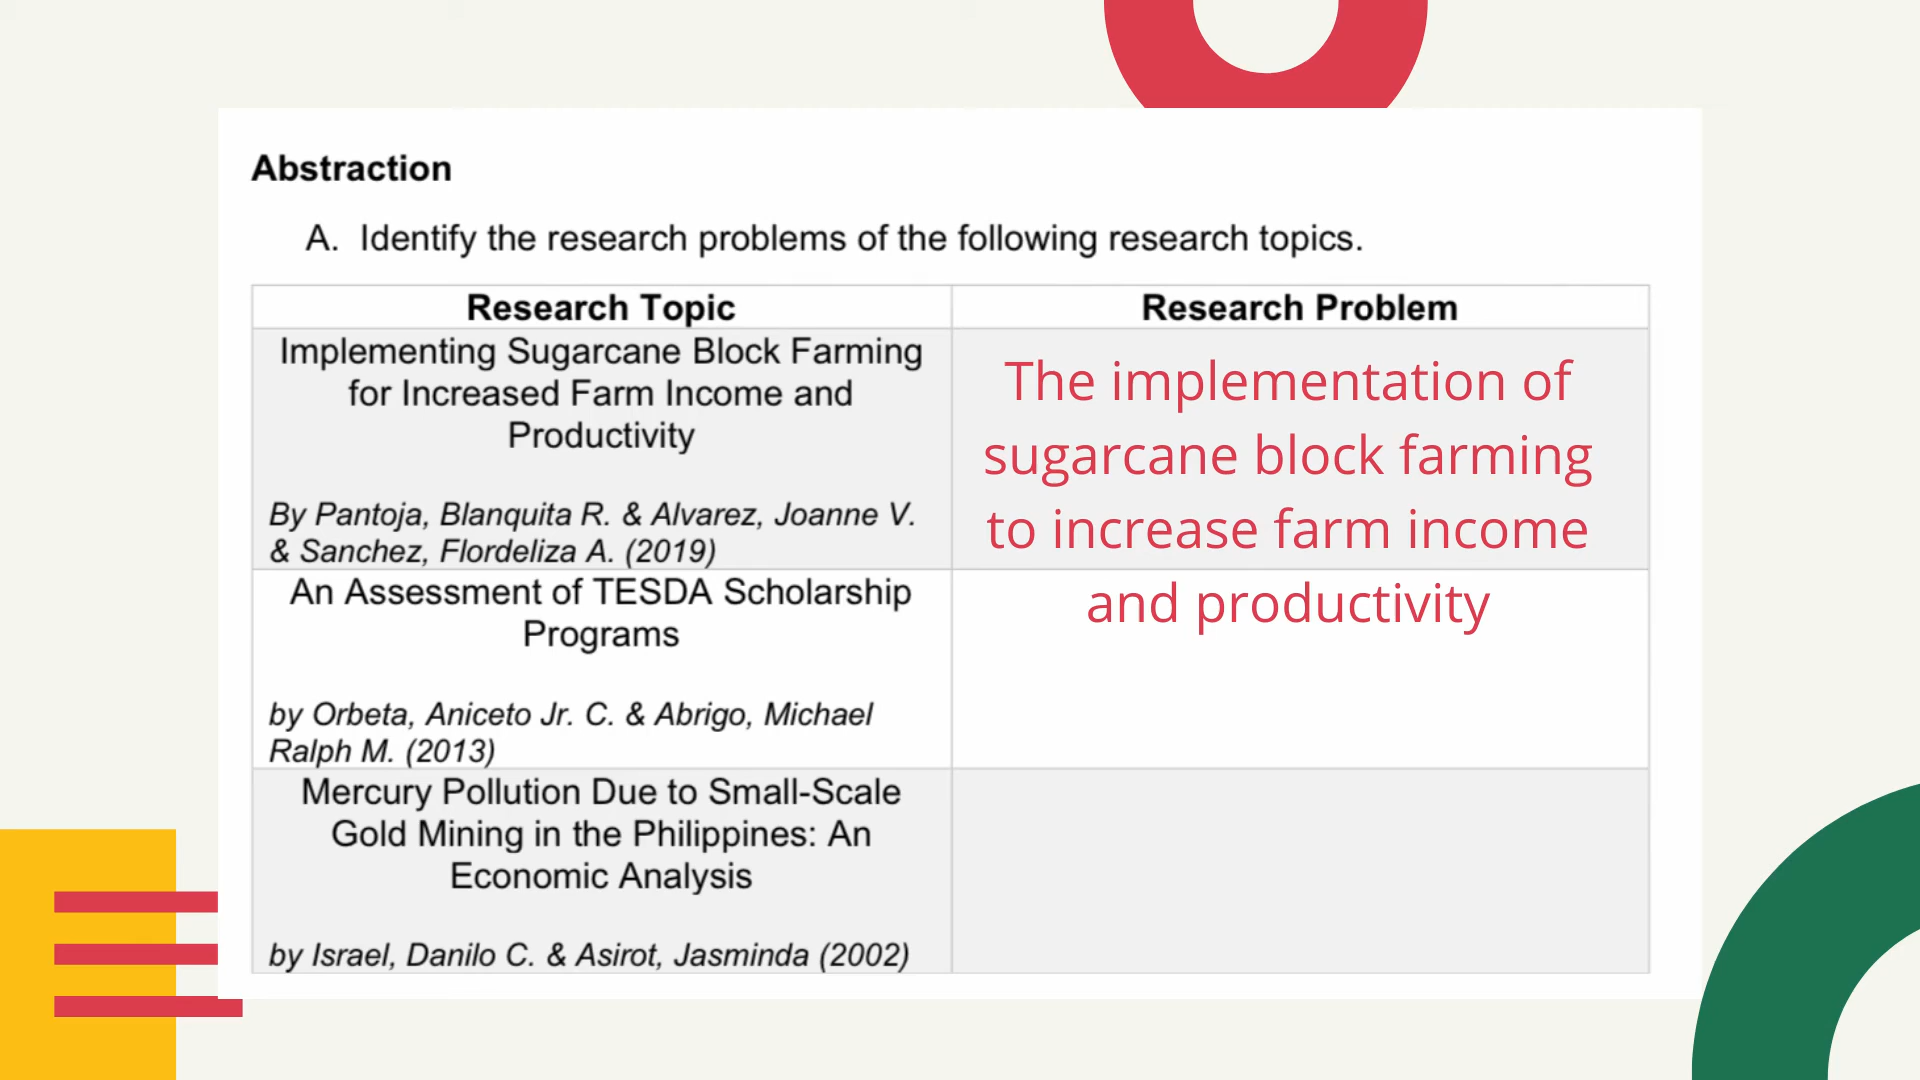 Abstraction
A. Identify the research problems of the following research topics.
Research Topic
Research Problem
Implementing Sugarcane Block Farming
for Increased Farm Income and
Productivity
By Pantoja, Blanquita R. & Alvarez, Joanne V.
& Sanchez, Flordeliza A. (2019)
The implementation of
sugarcane block farming
to increase farm income
and productivity
An Assessment of TESDA Scholarship
Programs
by Orbeta, Aniceto Jr. C. & Abrigo, Michael
Ralph M. (2013)
Mercury Pollution Due to Small-Scale
Gold Mining in the Philippines: An
Economic Analysis
by Israel, Danilo C. & Asirot, Jasminda (2002)